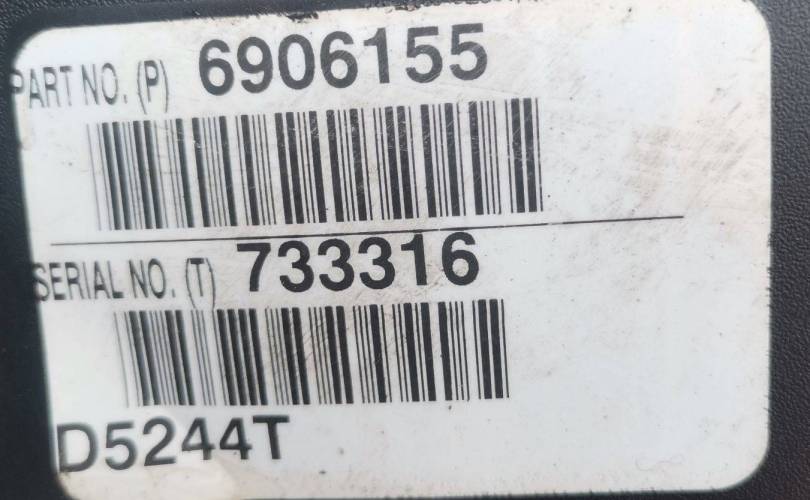 PART NO. (P) 6906155
SERIAL NO. (T) 733316
D5244T